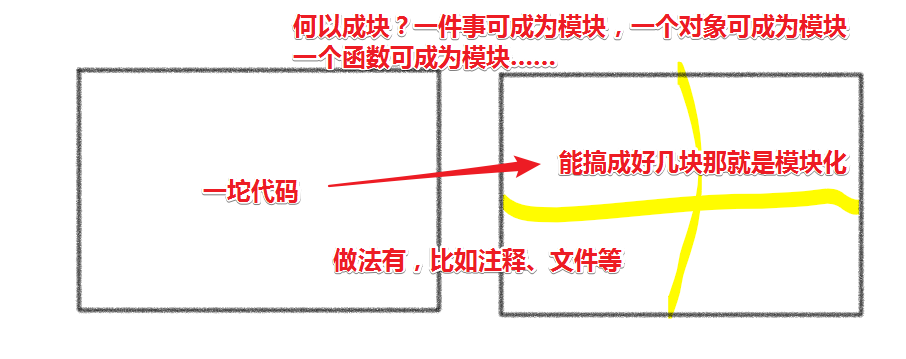 何以成块？一件事可成为模块，一个对象可成为模块
一个函数可成为模块……
能搞成好几块那就是模块化
一坨代码
做法有，比如注释、文件等